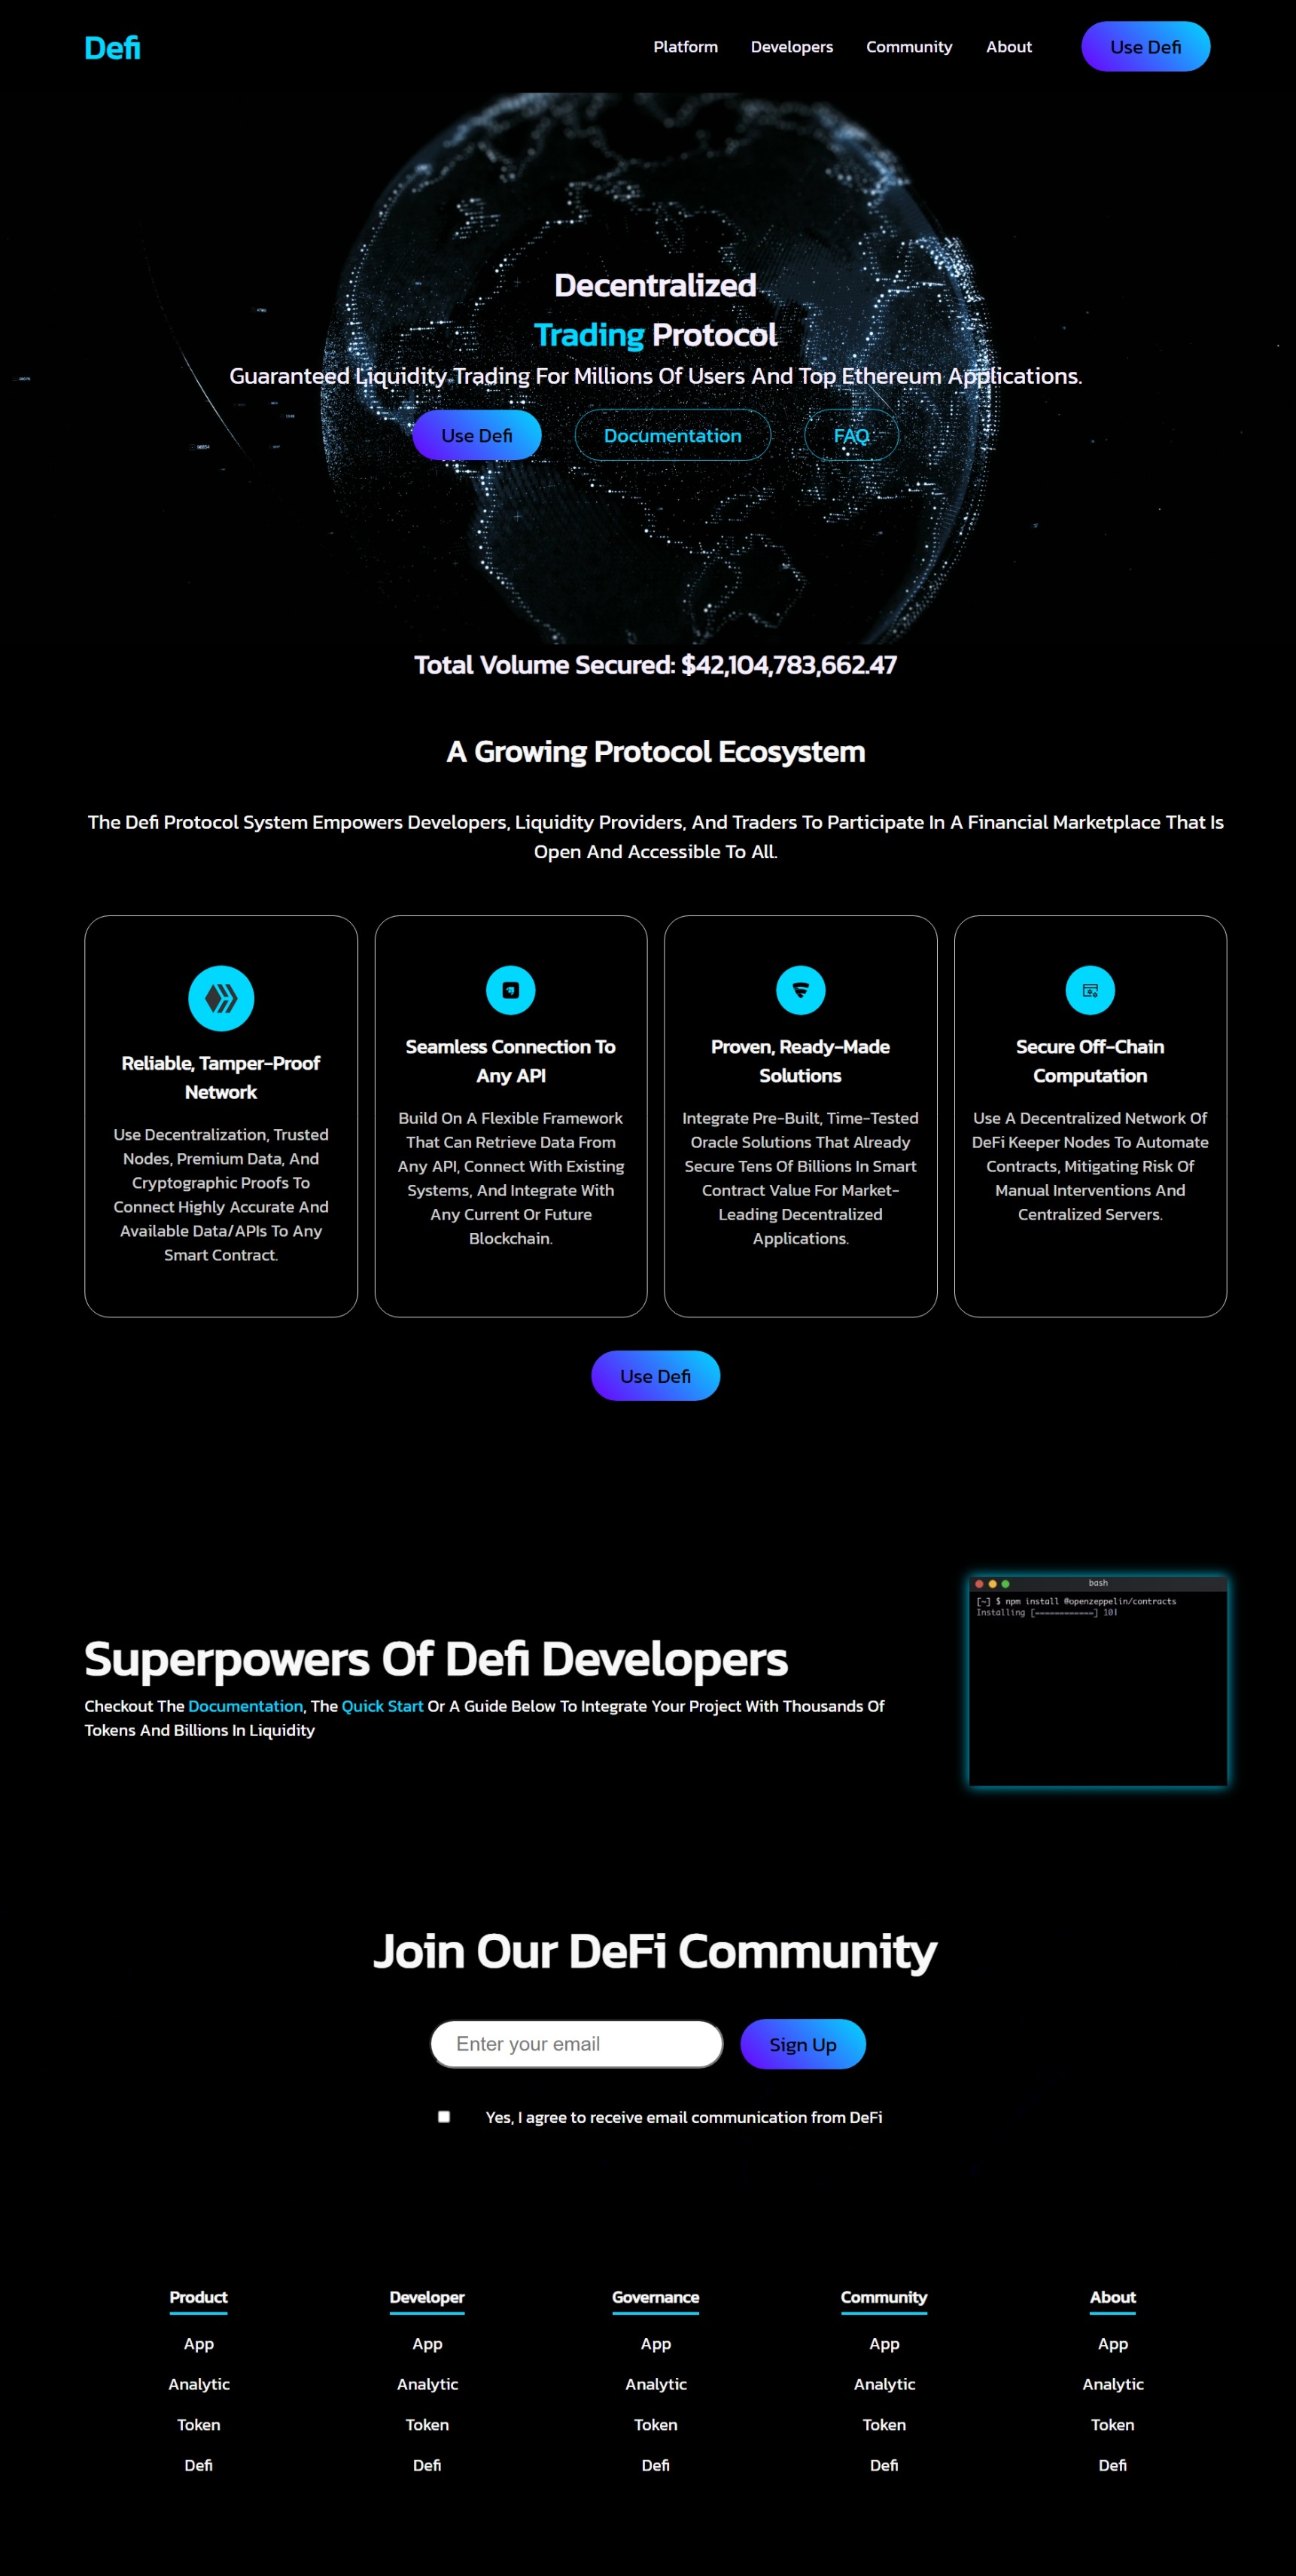 Defi
Platform
Developers
Community
About
Use Defi
Decentralized
Trading Protocol
Guaranteed Liquidity Trading For Millions Of Users And Top Ethereum Applications.
Use Defi
Documentation
FAQ
Total Volume Secured: $42,104,783,662.47
A Growing Protocol Ecosystem
The Defi Protocol System Empowers Developers, Liquidity Providers, And Traders To Participate In A Financial Marketplace That Is
Open And Accessible To All.
Reliable, Tamper-Proof
Network
Use Decentralization, Trusted
Nodes, Premium Data, And
Cryptographic Proofs To
Connect Highly Accurate And
Available Data/APIs To Any
Smart Contract.
Seamless Connection To
Any API
Build On A Flexible Framework
That Can Retrieve Data From
Any API, Connect With Existing
Systems, And Integrate With
Any Current Or Future
Blockchain.
Proven, Ready-Made
Solutions
Integrate Pre-Built, Time-Tested
Oracle Solutions That Already
Secure Tens Of Billions In Smart
Contract Value For Market-
Leading Decentralized
Applications.
Secure Off-Chain
Computation
Use A Decentralized Network Of
DeFi Keeper Nodes To Automate
Contracts, Mitigating Risk Of
Manual Interventions And
Centralized Servers.
Use Defi
Superpowers Of Defi Developers
Checkout The Documentation, The Quick Start Or A Guide Below To Integrate Your Project With Thousands Of
Tokens And Billions In Liquidity
bash
[~] $ npm install @openzeppelin/contracts
Installing [============] 10
Join Our DeFi Community
Enter your email
Sign Up
Yes, I agree to receive email communication from DeFi
Product
App
Analytic
Token
Defi
Developer
App
Analytic
Token
Defi
Governance
App
Analytic
Token
Defi
Community
App
Analytic
Token
Defi
About
App
Analytic
Token
Defi